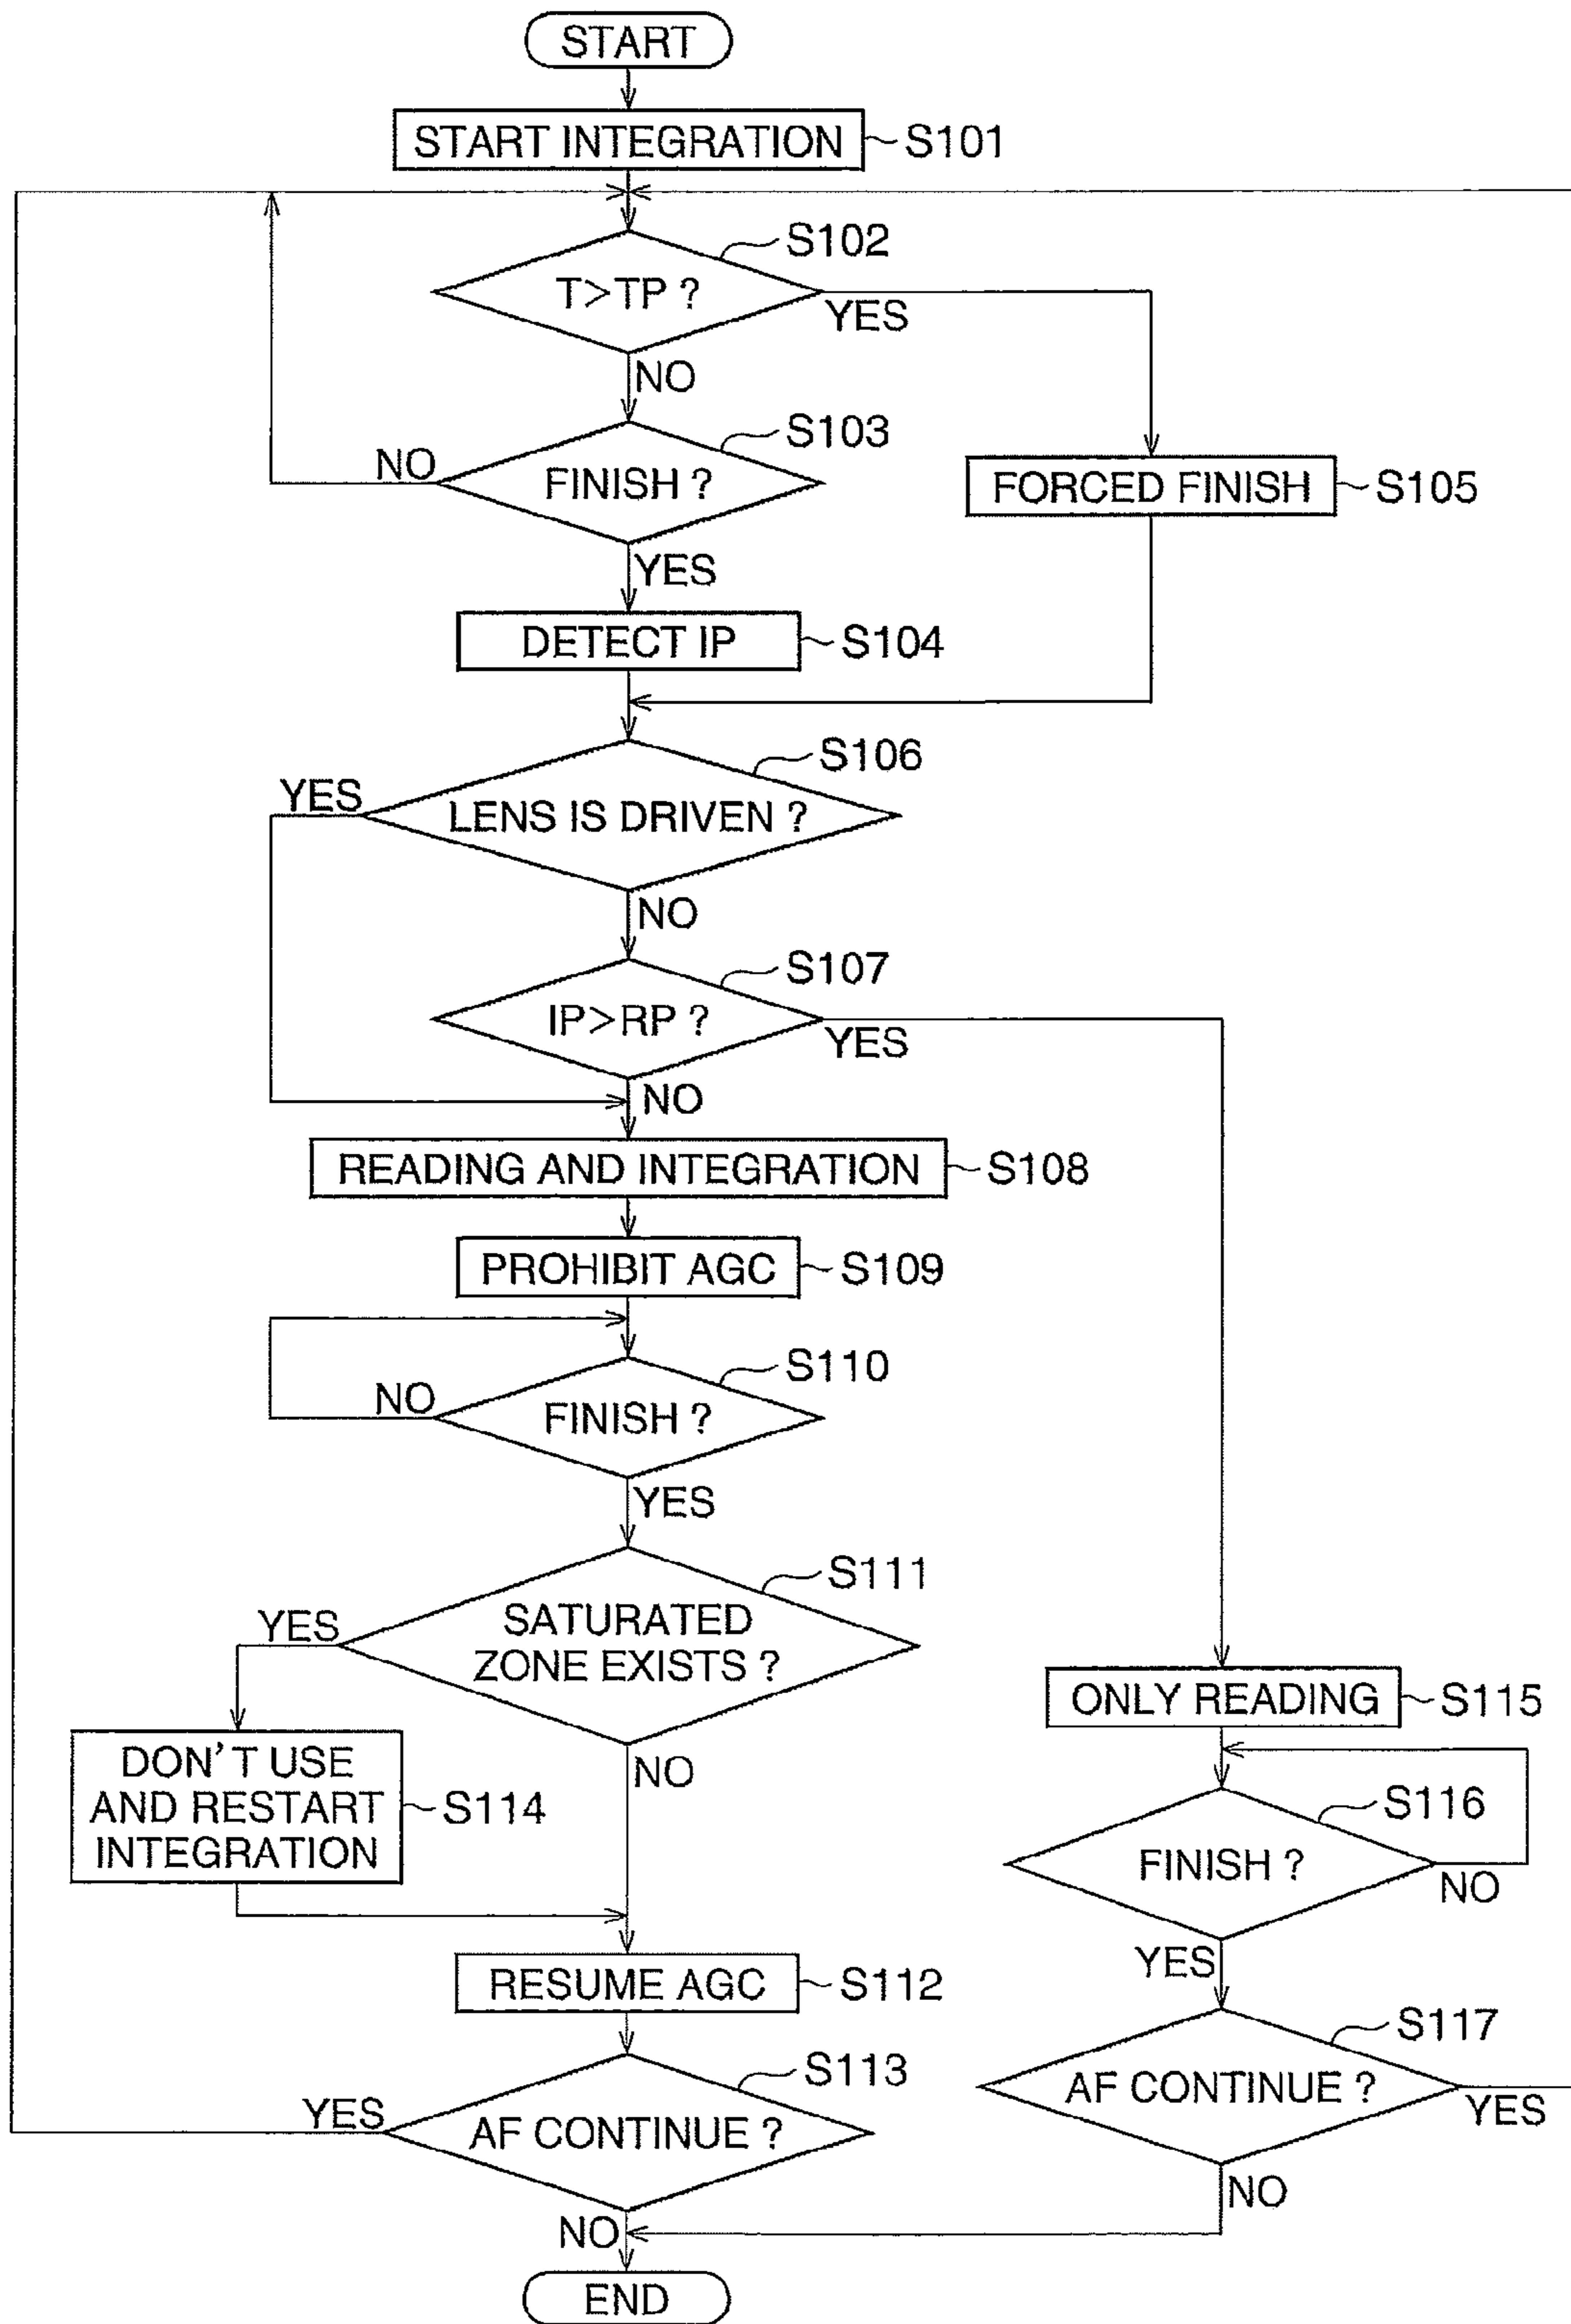 START
START INTEGRATION
S101
S102
T>TP ?
YES
NO
S103
NO
FINISH ?
FORCED FINISH
S105
YES
DETECT IP
S104
S106
YES
LENS IS DRIVEN ?
NO
S107
IP>RP ?
YES
NO
READING AND INTEGRATION
S108
PROHIBIT AGC
S109
S110
NO
FINISH ?
YES
S111
YES
SATURATED
ZONE EXISTS ?
NO
DON'T USE
AND RESTART
INTEGRATION
S114
ONLY READING
S115
S116
FINISH ?
NO
YES
RESUME AGC
S112
S113
YES
AF CONTINUE ?
S117
AF CONTINUE ?
YES
NO
NO
END